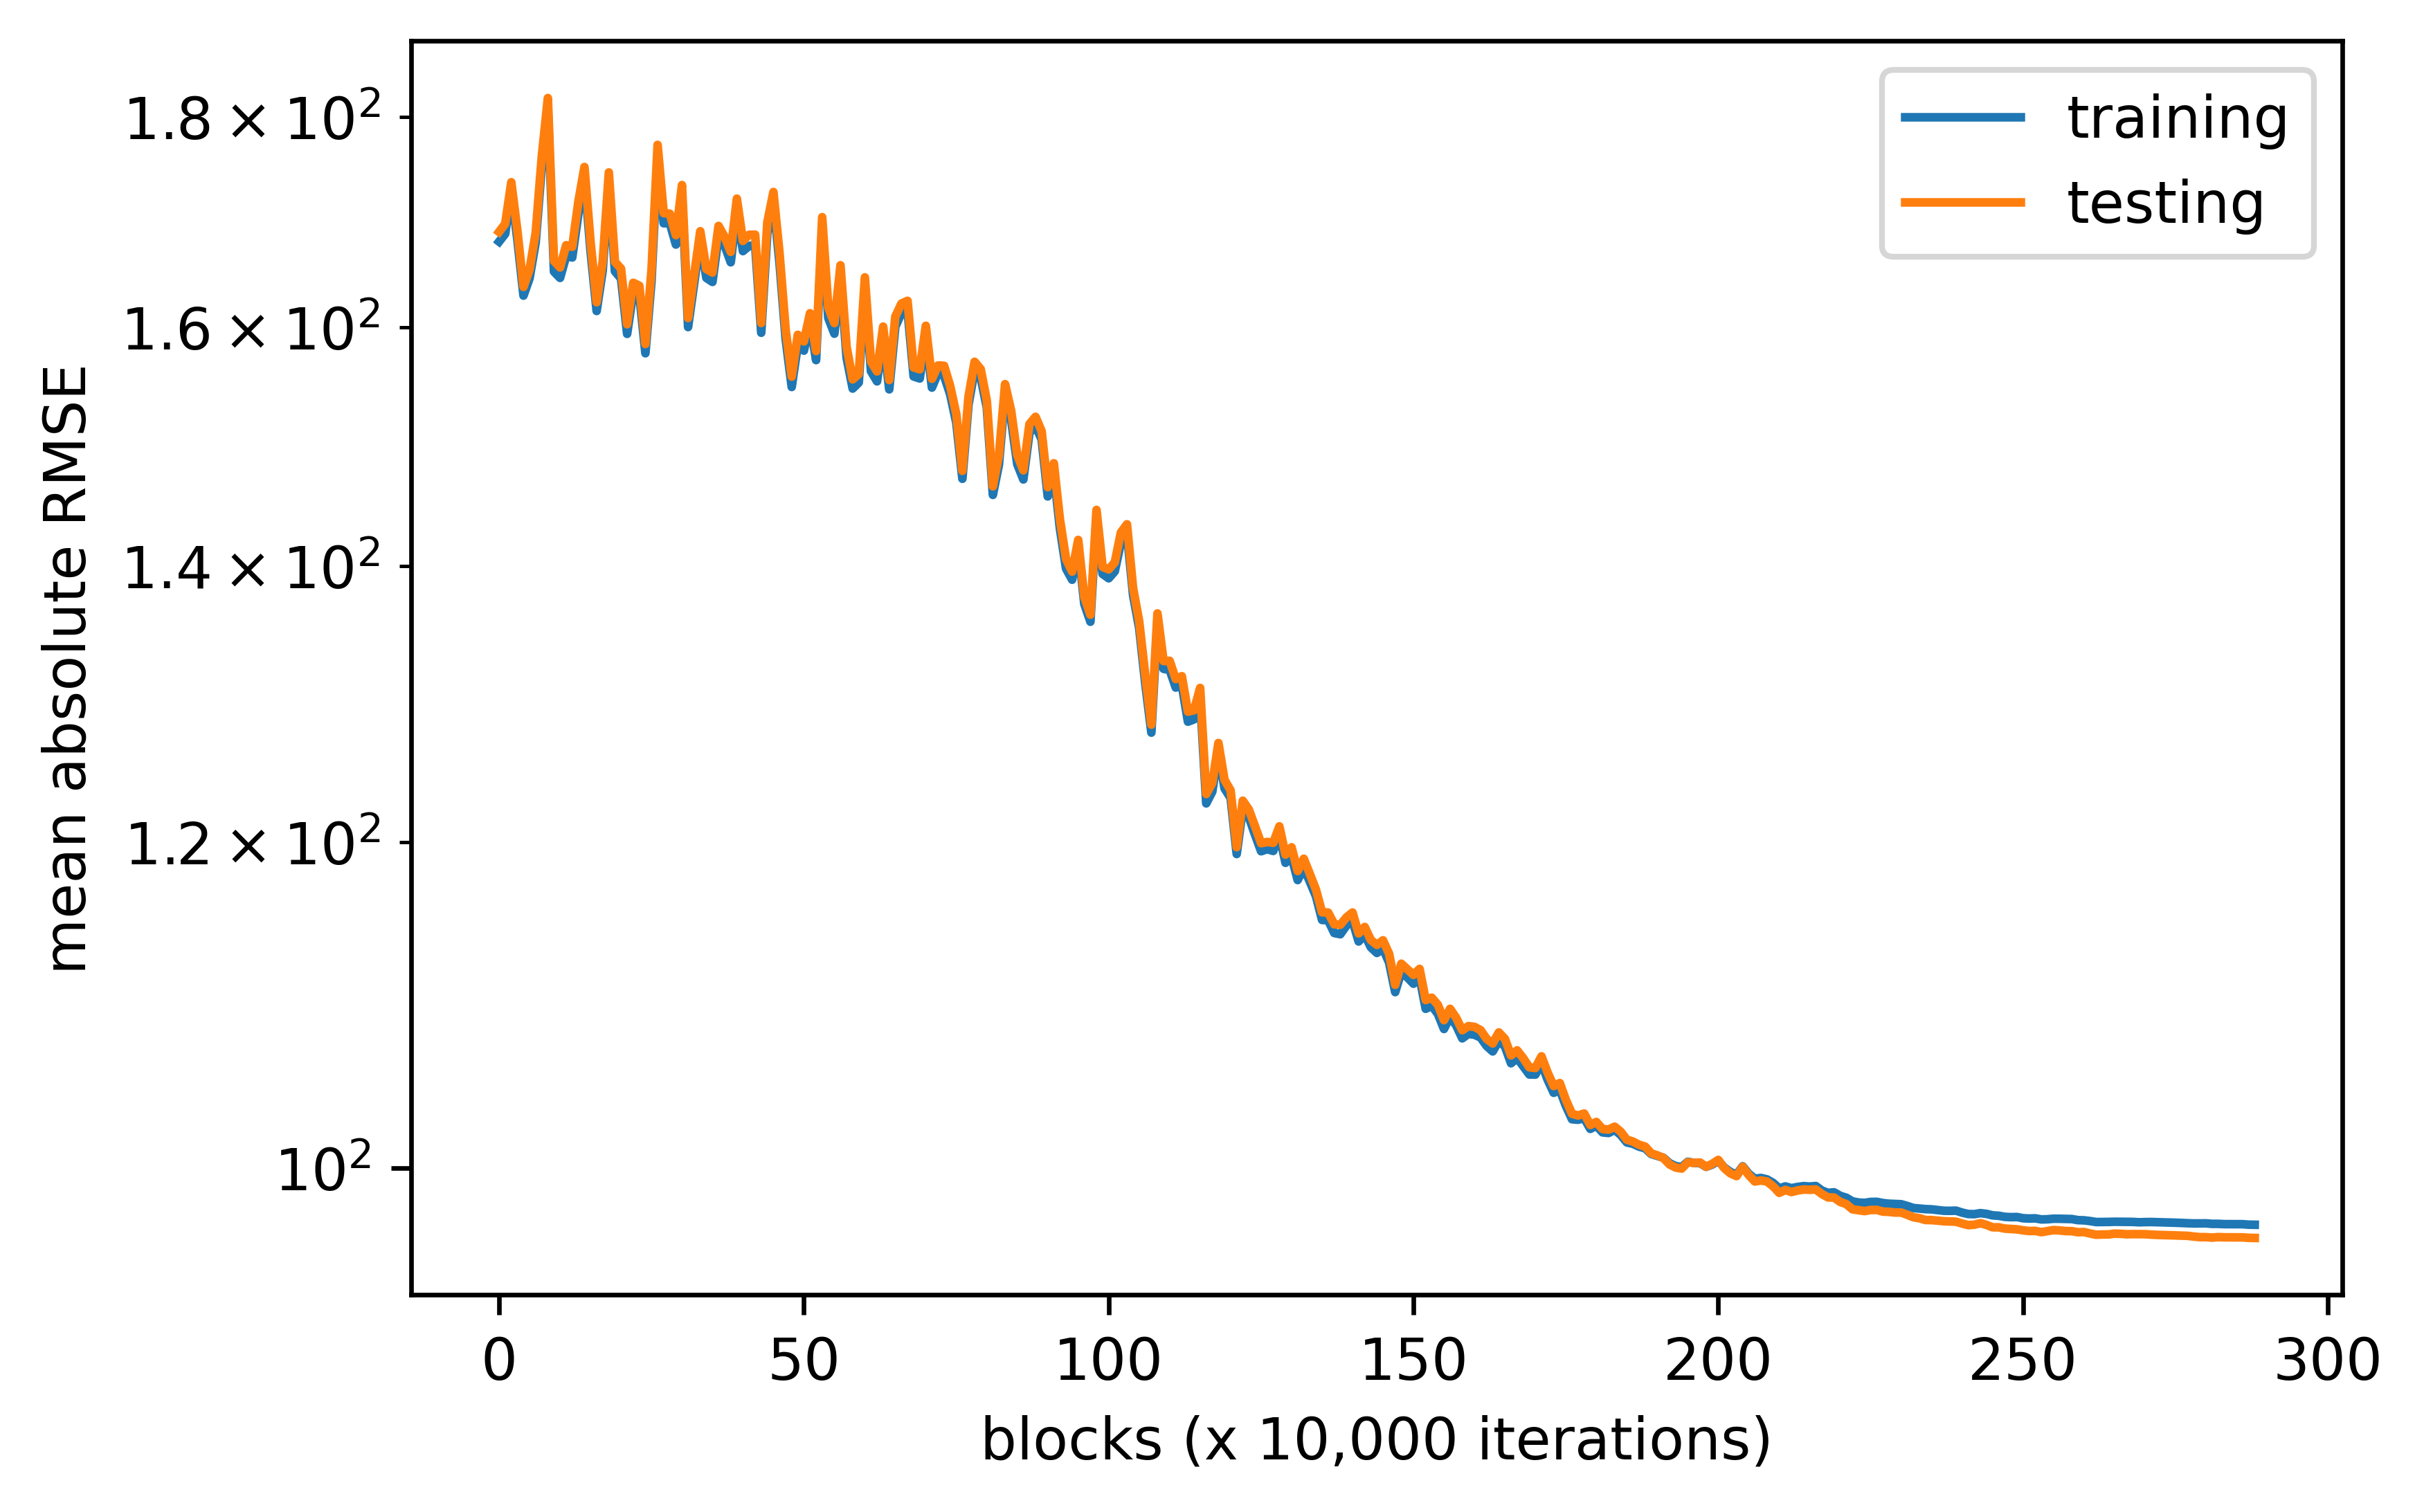 1.8 × 10²
1.6 × 10²
1.4 × 10²
1.2 × 10²
10²
mean absolute RMSE
training
testing
0 50 100 150 200 250 300
blocks (x 10,000 iterations)